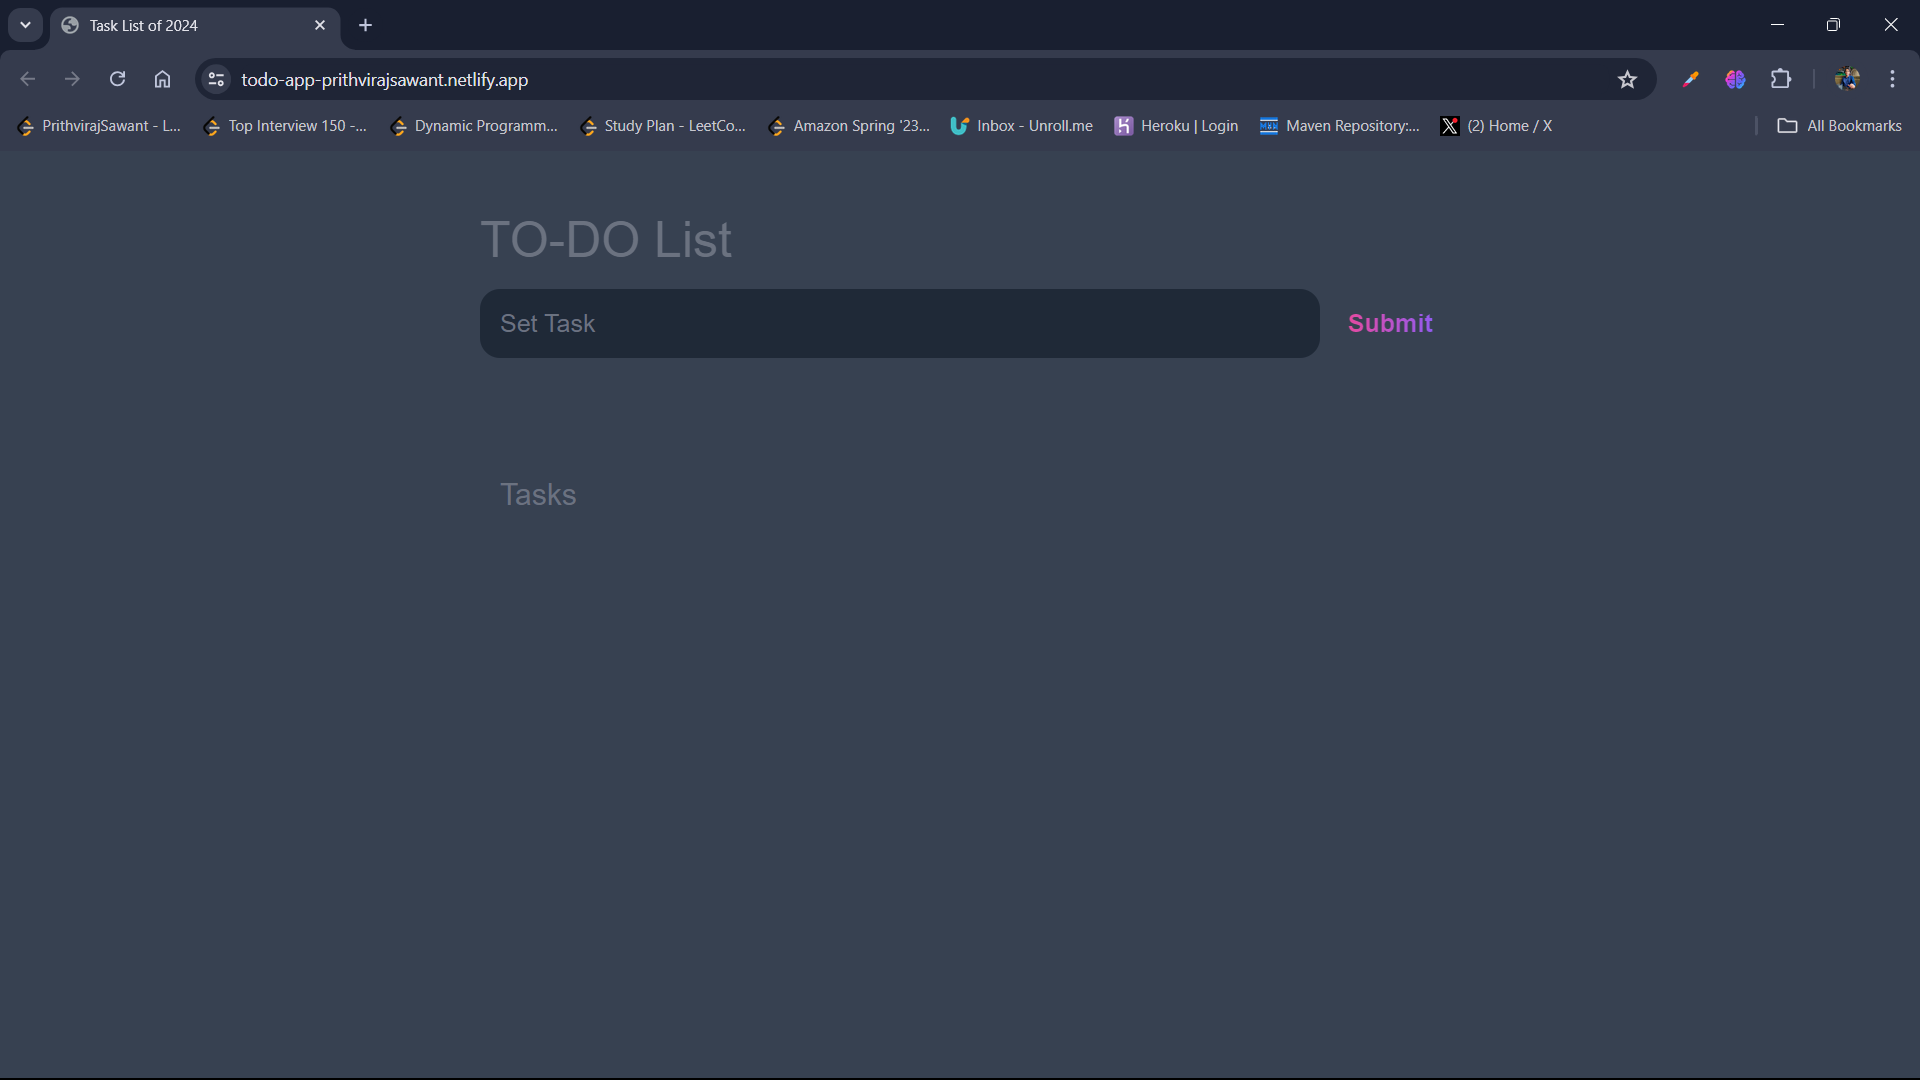 Task List of 2024
todo-app-prithvirajsawant.netlify.app
PrithvirajSawant - L... Top Interview 150 -... Dynamic Programm... Study Plan - LeetCo... Amazon Spring '23... Inbox - Unroll.me Heroku | Login Maven Repository:... (2) Home / X All Bookmarks
TO-DO List
Set Task Submit
Tasks